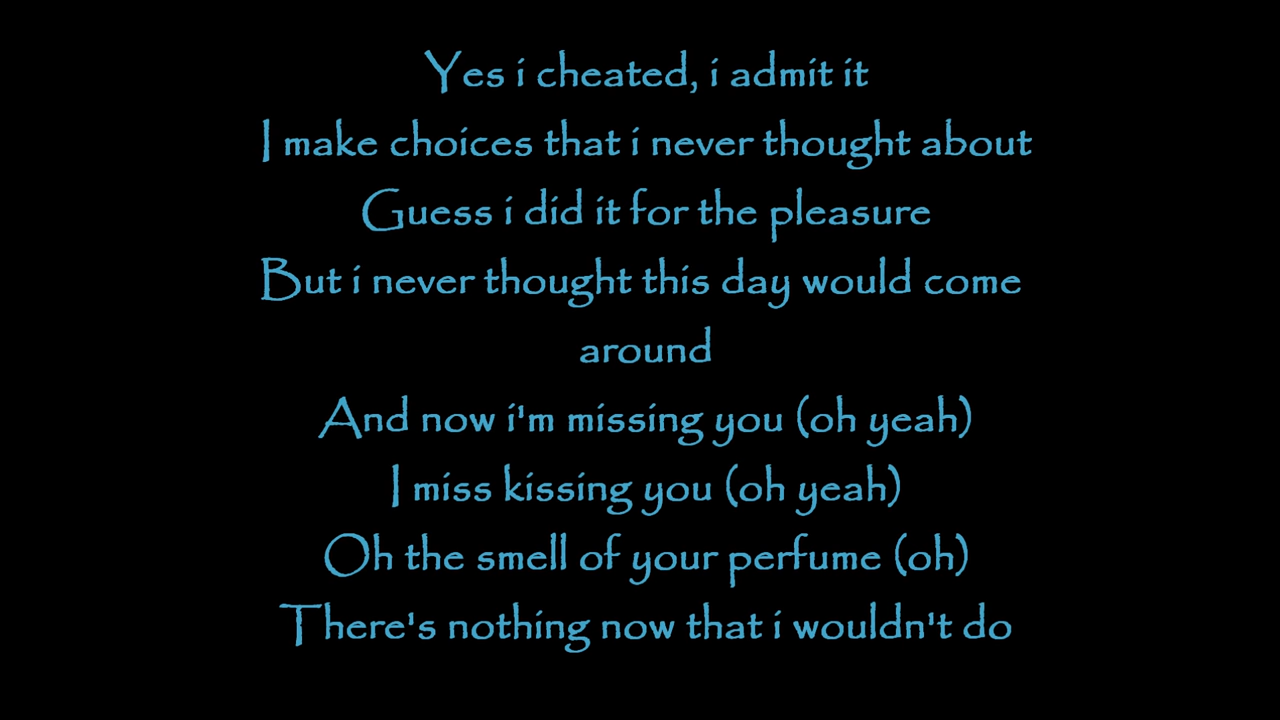 Yes i cheated, i admit it
I make choices that i never thought about
Guess i did it for the pleasure
But i never thought this day would come
around
And now i'm missing you (oh yeah)
I miss kissing you (oh yeah)
Oh the smell of your perfume (oh)
There's nothing now that i wouldn't do